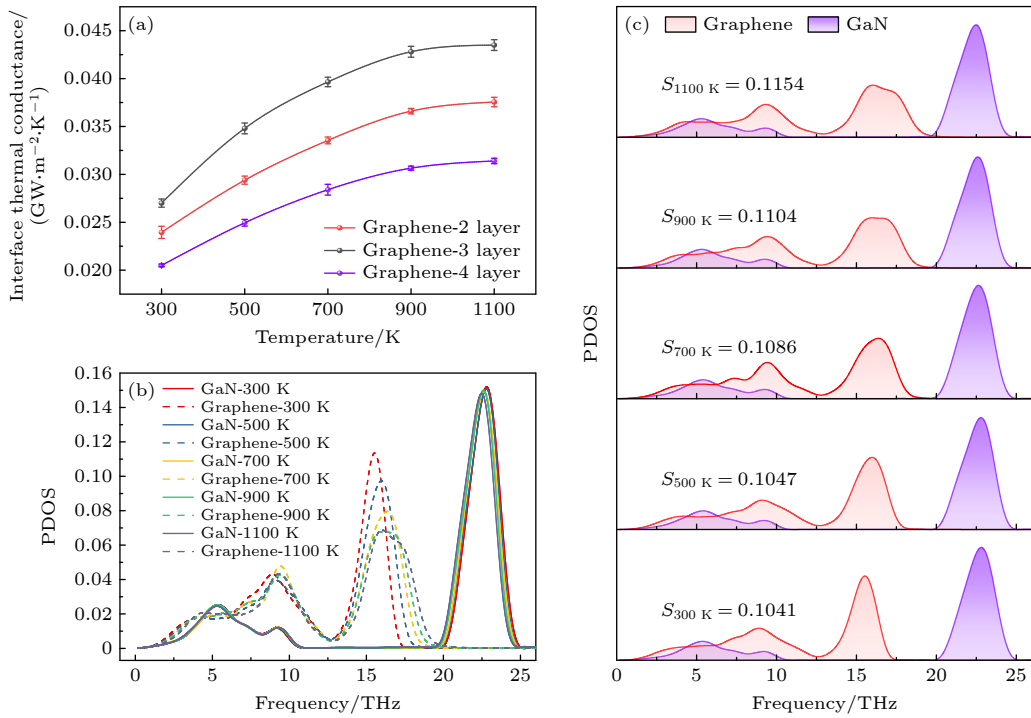 (a)
Interface thermal conductance/
(GW·m⁻²·K⁻¹)
0.045
0.040
0.035
0.030
0.025
0.020
Graphene-2 layer
Graphene-3 layer
Graphene-4 layer
300 500 700 900 1100
Temperature/K
(b)
PDOS
0.16
0.14
0.12
0.10
0.08
0.06
0.04
0.02
0
GaN-300 K
Graphene-300 K
GaN-500 K
Graphene-500 K
GaN-700 K
Graphene-700 K
GaN-900 K
Graphene-900 K
GaN-1100 K
Graphene-1100 K
0 5 10 15 20 25
Frequency/THz
(c) Graphene GaN
PDOS
S₁₁₀₀ K = 0.1154
S₉₀₀ K = 0.1104
S₇₀₀ K = 0.1086
S₅₀₀ K = 0.1047
S₃₀₀ K = 0.1041
0 5 10 15 20 25
Frequency/THz